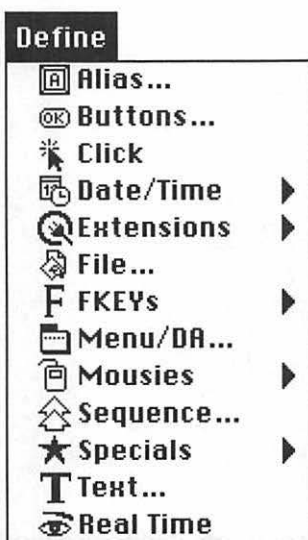 Define
Alias...
Buttons...
Click
Date/Time
Extensions
File...
FKEYs
Menu/DA...
Mousies
Sequence...
Specials
Text...
Real Time